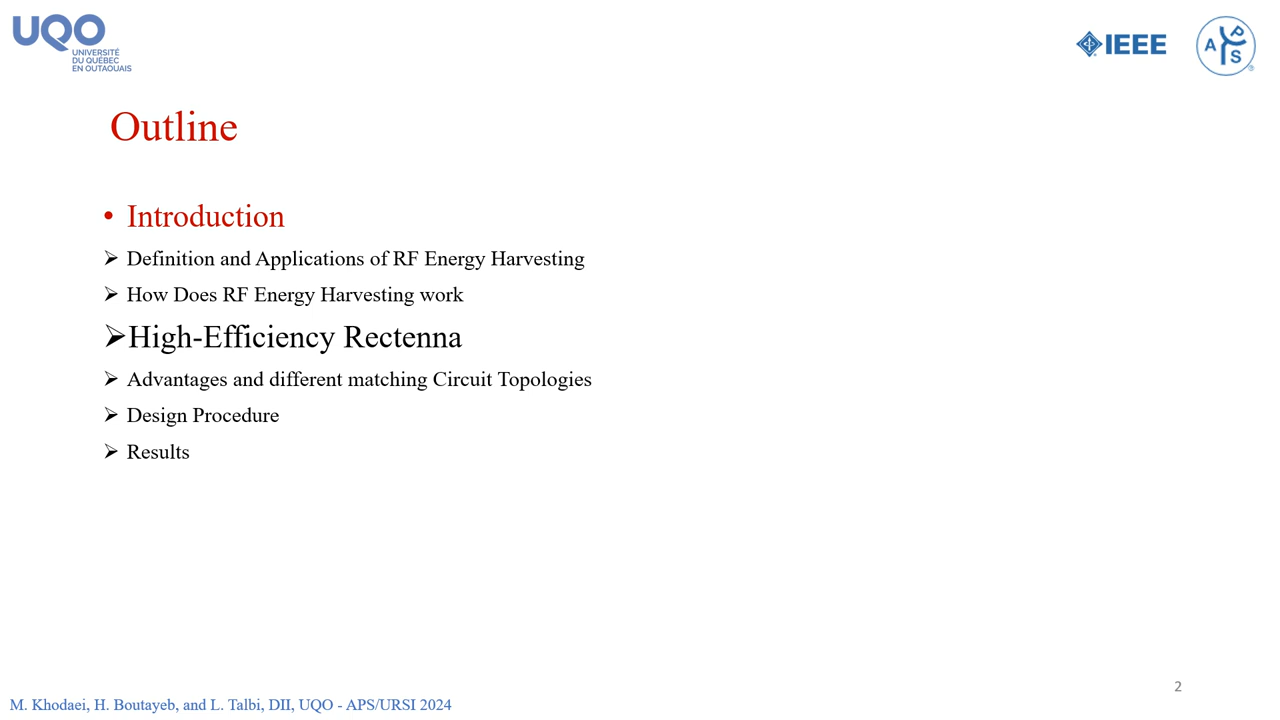 UQO
UNIVERSITÉ
DU QUÉBEC
EN OUTAOUAIS
IEEE
A P S
Outline
• Introduction
➢ Definition and Applications of RF Energy Harvesting
➢ How Does RF Energy Harvesting work
➢High-Efficiency Rectenna
➢ Advantages and different matching Circuit Topologies
➢ Design Procedure
➢ Results
2
M. Khodaei, H. Boutayeb, and L. Talbi, DII, UQO - APS/URSI 2024